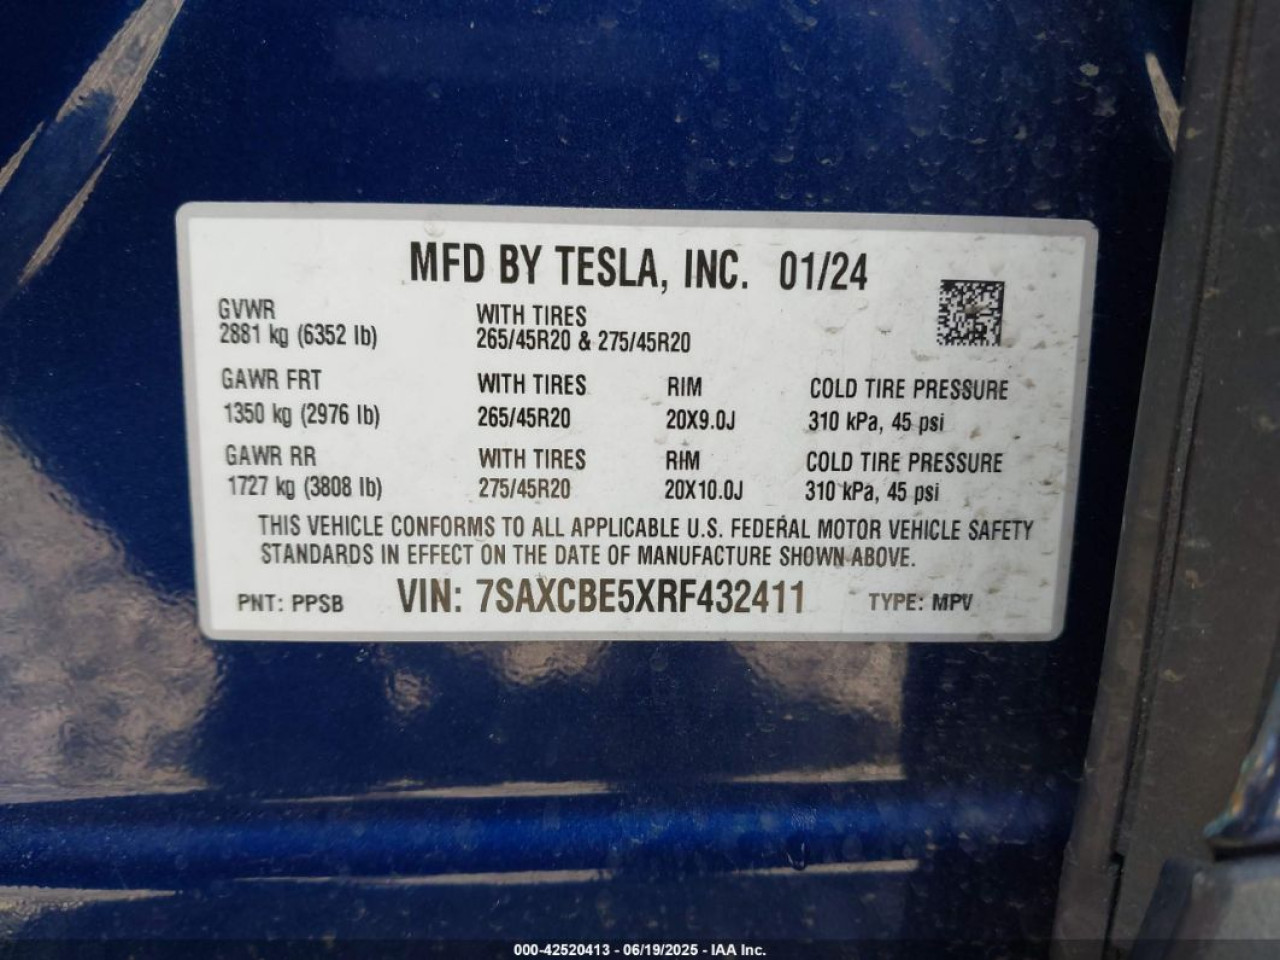 MFD BY TESLA, INC. 01/24
GVWR WITH TIRES
2881 kg (6352 lb) 265/45R20 & 275/45R20
GAWR FRT WITH TIRES RIM COLD TIRE PRESSURE
1350 kg (2976 lb) 265/45R20 20X9.0J 310 kPa, 45 psi
GAWR RR WITH TIRES RIM COLD TIRE PRESSURE
1727 kg (3808 lb) 275/45R20 20X10.0J 310 kPa, 45 psi
THIS VEHICLE CONFORMS TO ALL APPLICABLE U.S. FEDERAL MOTOR VEHICLE SAFETY
STANDARDS IN EFFECT ON THE DATE OF MANUFACTURE SHOWN ABOVE.
PNT: PPSB VIN: 7SAXCBE5XRF432411 TYPE: MPV
000-42520413 - 06/19/2025 - IAA Inc.